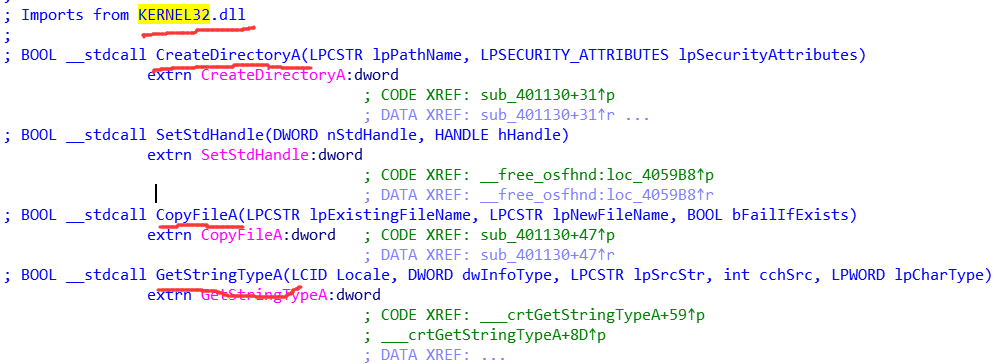 ;
; Imports from KERNEL32.dll
;
; BOOL __stdcall CreateDirectoryA(LPCSTR lpPathName, LPSECURITY_ATTRIBUTES lpSecurityAttributes)
extrn CreateDirectoryA:dword
; CODE XREF: sub_401130+31↑p
; DATA XREF: sub_401130+31↑r ...
; BOOL __stdcall SetStdHandle(DWORD nStdHandle, HANDLE hHandle)
extrn SetStdHandle:dword
; CODE XREF: __free_osfhnd:loc_4059B8↑p
; DATA XREF: __free_osfhnd:loc_4059B8↑r
; BOOL __stdcall CopyFileA(LPCSTR lpExistingFileName, LPCSTR lpNewFileName, BOOL bFailIfExists)
extrn CopyFileA:dword ; CODE XREF: sub_401130+47↑p
; DATA XREF: sub_401130+47↑r
; BOOL __stdcall GetStringTypeA(LCID Locale, DWORD dwInfoType, LPCSTR lpSrcStr, int cchSrc, LPWORD lpCharType)
extrn GetStringTypeA:dword
; CODE XREF: ___crtGetStringTypeA+59↑p
; ___crtGetStringTypeA+8D↑p
; DATA XREF: ...